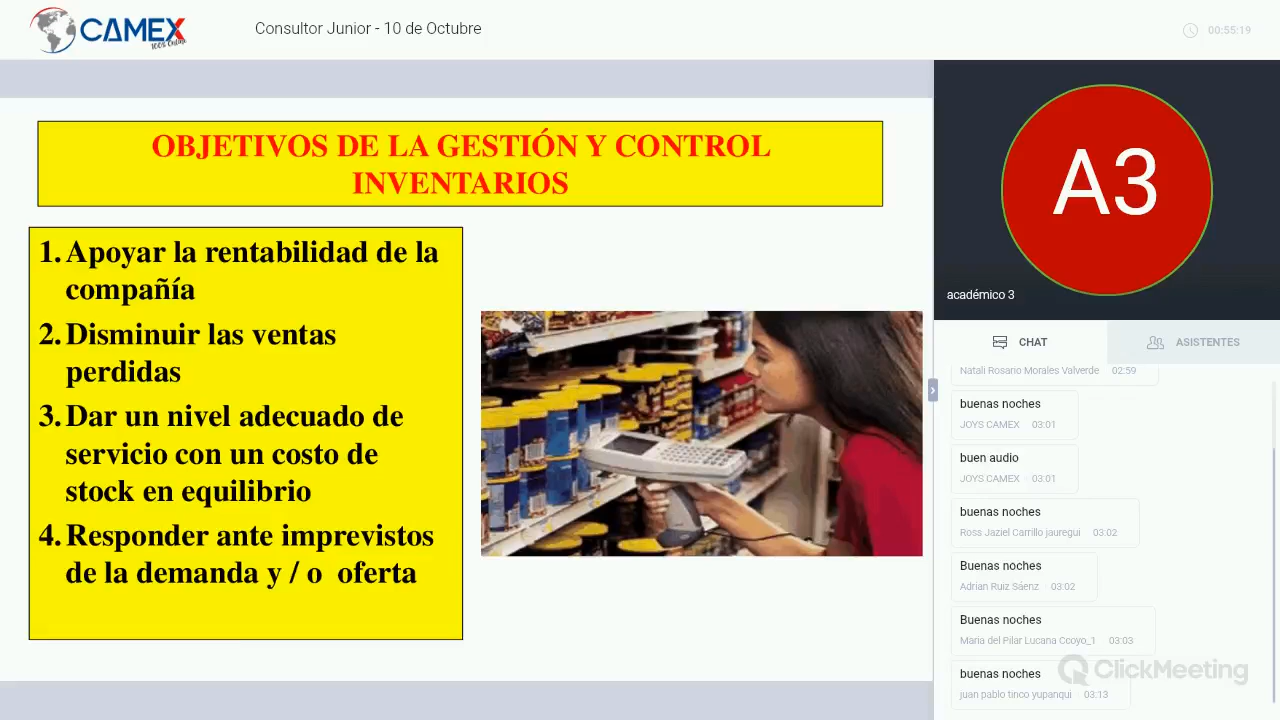 CAMEX
100% Online
Consultor Junior - 10 de Octubre
00:55:19
OBJETIVOS DE LA GESTIÓN Y CONTROL
INVENTARIOS
1. Apoyar la rentabilidad de la
compañía
2. Disminuir las ventas
perdidas
3. Dar un nivel adecuado de
servicio con un costo de
stock en equilibrio
4. Responder ante imprevistos
de la demanda y / o oferta
A3
académico 3
CHAT
ASISTENTES
Natali Rosario Morales Valverde 02:59
buenas noches
JOYS CAMEX 03:01
buen audio
JOYS CAMEX 03:01
buenas noches
Ross Jaziel Carrillo jauregui 03:02
Buenas noches
Adrian Ruiz Sáenz 03:02
Buenas noches
Maria del Pilar Lucana Ccoyo_1 03:03
buenas noches
juan pablo tinco yupanqui 03:13
ClickMeeting